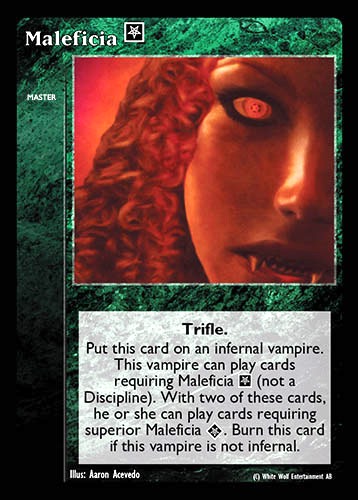 Maleficia
MASTER
Trifle.
Put this card on an infernal vampire.
This vampire can play cards
requiring Maleficia (not a
Discipline). With two of these cards,
he or she can play cards requiring
superior Maleficia . Burn this card
if this vampire is not infernal.
Illus: Aaron Acevedo
(C) White Wolf Entertainment AB